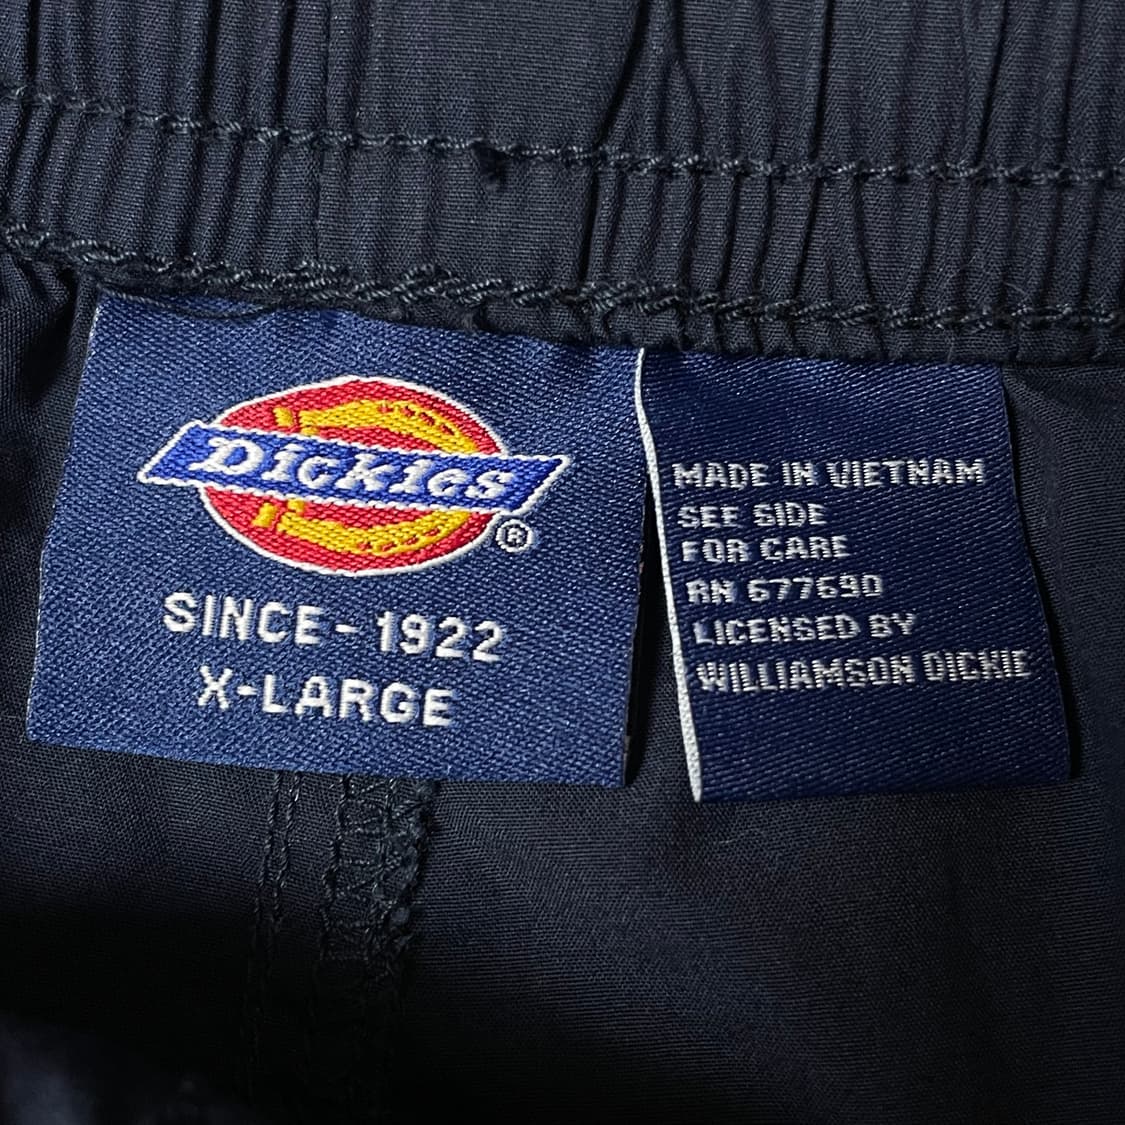 DICKIES
®
SINCE-1922
X-LARGE
MADE IN VIETNAM
SEE SIDE
FOR CARE
RN 677690
LICENSED BY
WILLIAMSON DICKIE